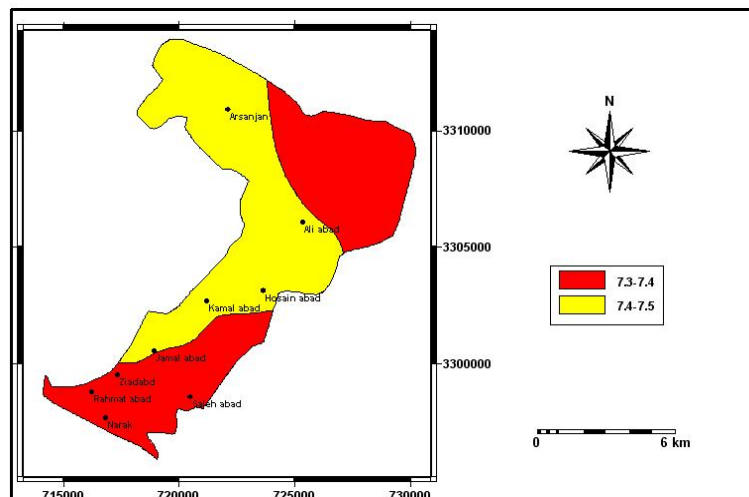 N
Arsanjan
3310000
Ali abad
3305000
Hosain abad
Kamal abad
7.3-7.4
7.4-7.5
Jamal abad
3300000
Ziadabd
Rahmat abad
Sajeh abad
Narak
0 6 km
715000 720000 725000 730000